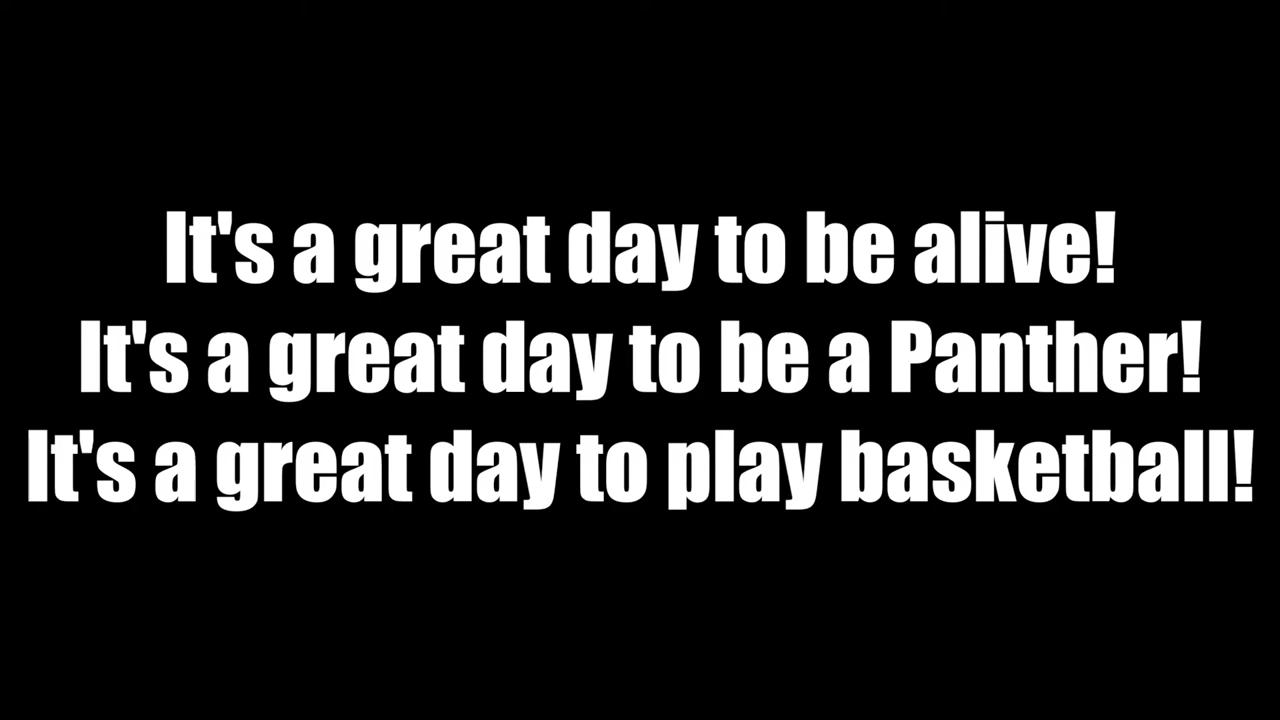 It's a great day to be alive!
It's a great day to be a Panther!
It's a great day to play basketball!